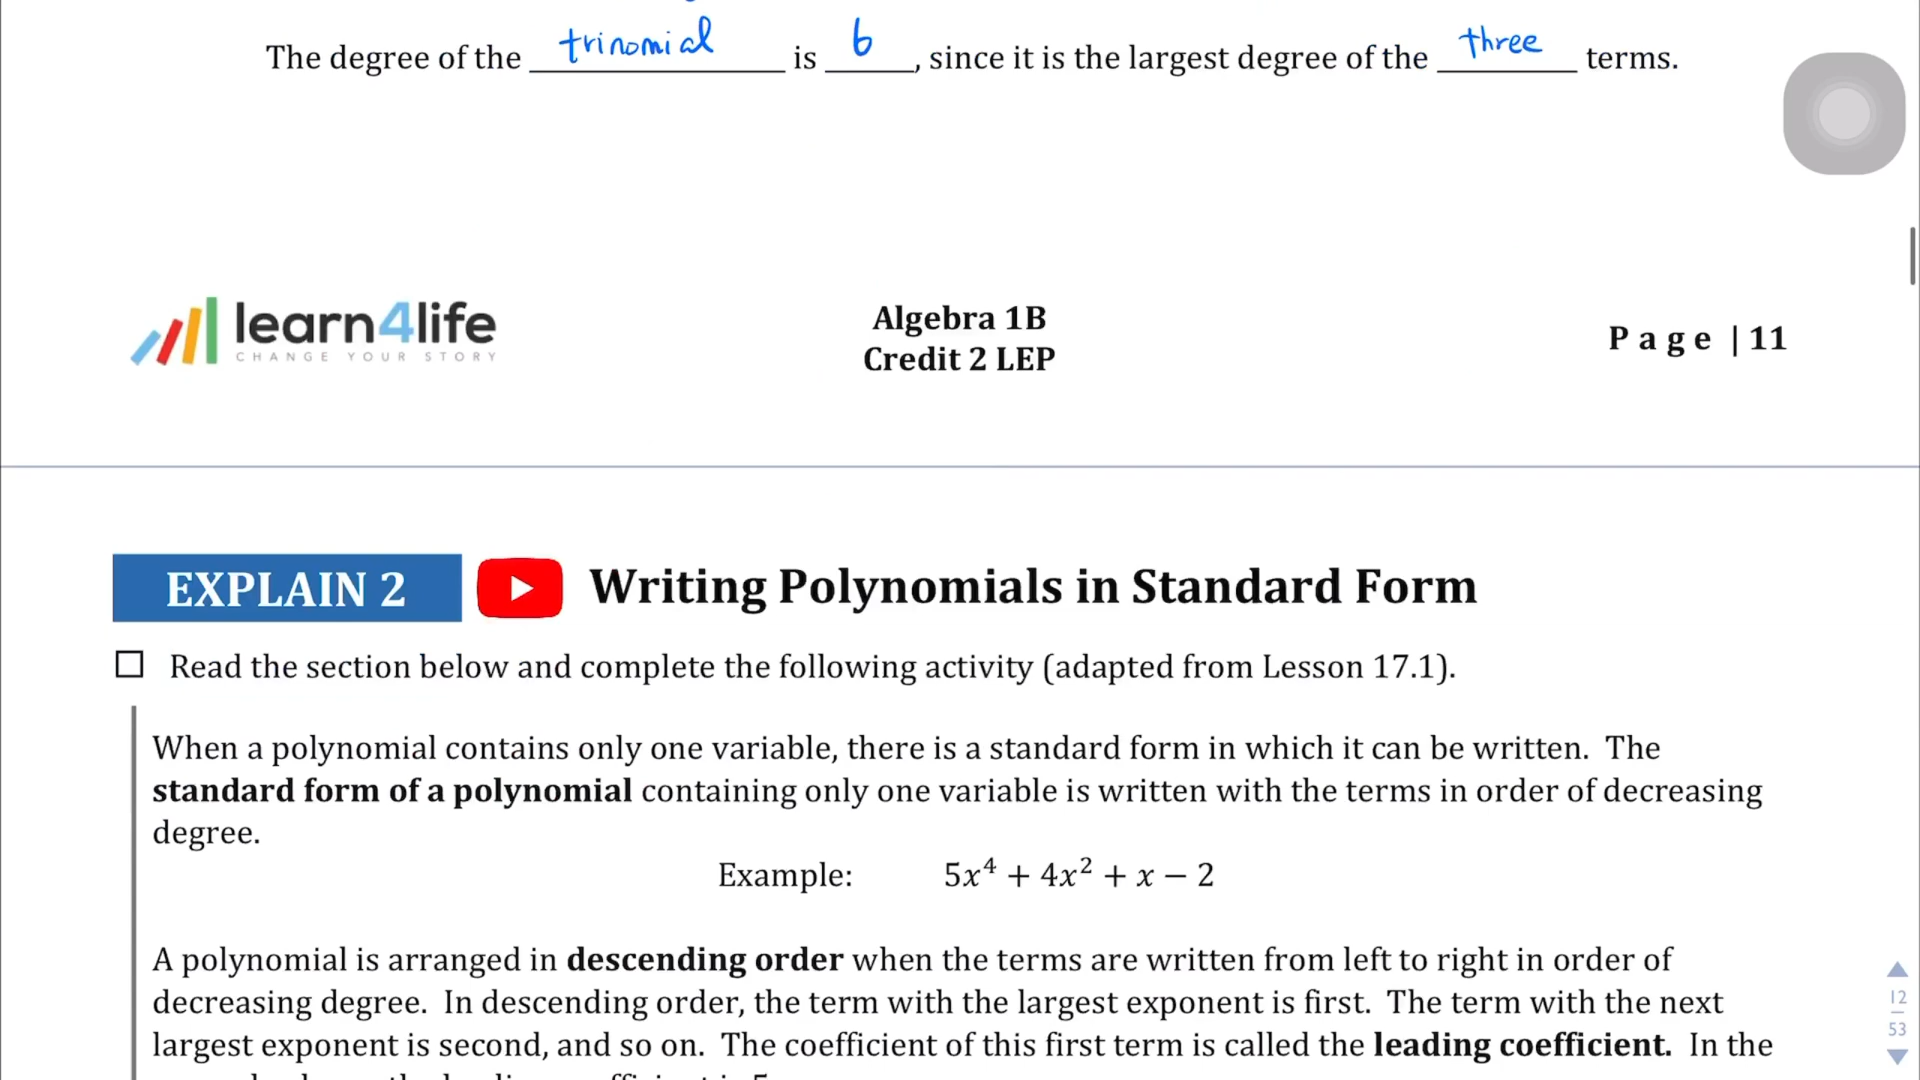 The degree of the trinomial is 6, since it is the largest degree of the three terms.
learn4life
CHANGE YOUR STORY
Algebra 1B
Credit 2 LEP
Page |11
EXPLAIN 2 Writing Polynomials in Standard Form
☐ Read the section below and complete the following activity (adapted from Lesson 17.1).
When a polynomial contains only one variable, there is a standard form in which it can be written. The
standard form of a polynomial containing only one variable is written with the terms in order of decreasing
degree.
Example: 5x⁴ + 4x² + x − 2
A polynomial is arranged in descending order when the terms are written from left to right in order of
decreasing degree. In descending order, the term with the largest exponent is first. The term with the next
largest exponent is second, and so on. The coefficient of this first term is called the leading coefficient. In the
12
53